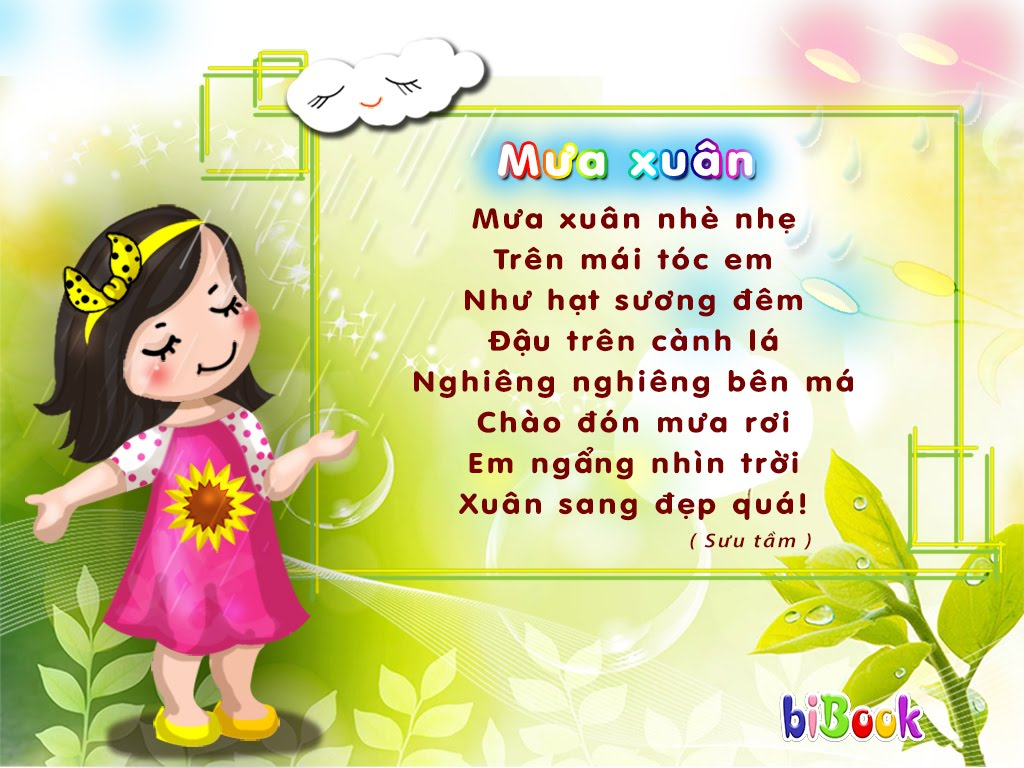 Mưa xuân
Mưa xuân nhè nhẹ
Trên mái tóc em
Như hạt sương đêm
Đậu trên cành lá
Nghiêng nghiêng bên má
Chào đón mưa rơi
Em ngẩng nhìn trời
Xuân sang đẹp quá!
( Sưu tầm )
biBook